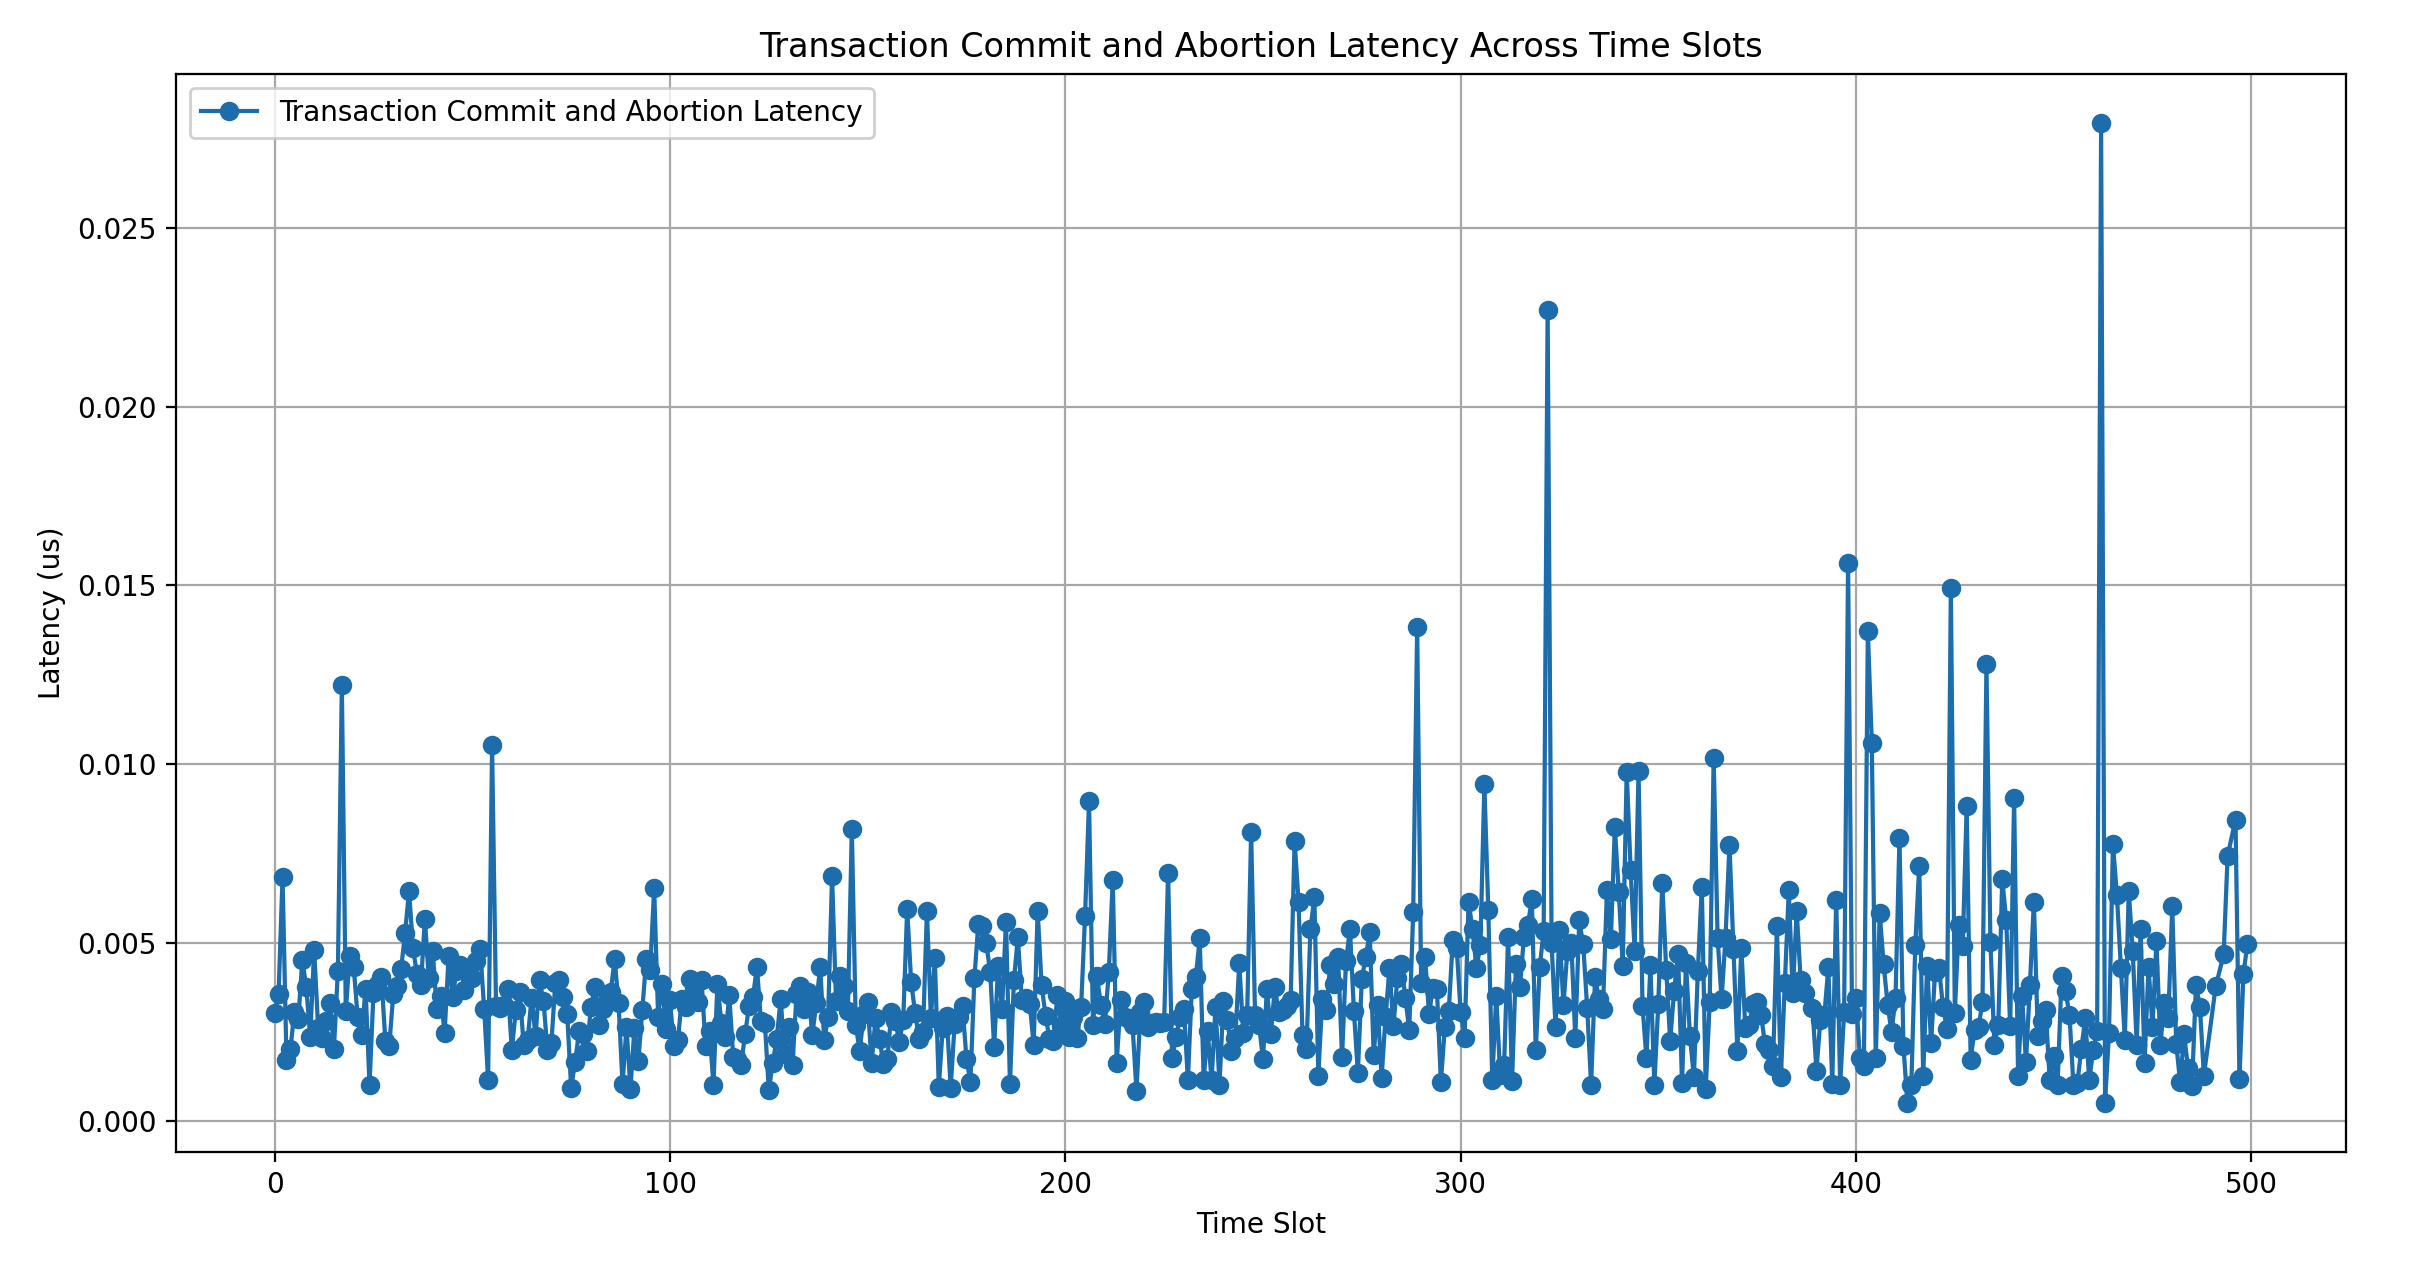 Transaction Commit and Abortion Latency Across Time Slots
Transaction Commit and Abortion Latency
0.025
0.020
0.015
0.010
0.005
0.000
Latency (us)
0 100 200 300 400 500
Time Slot